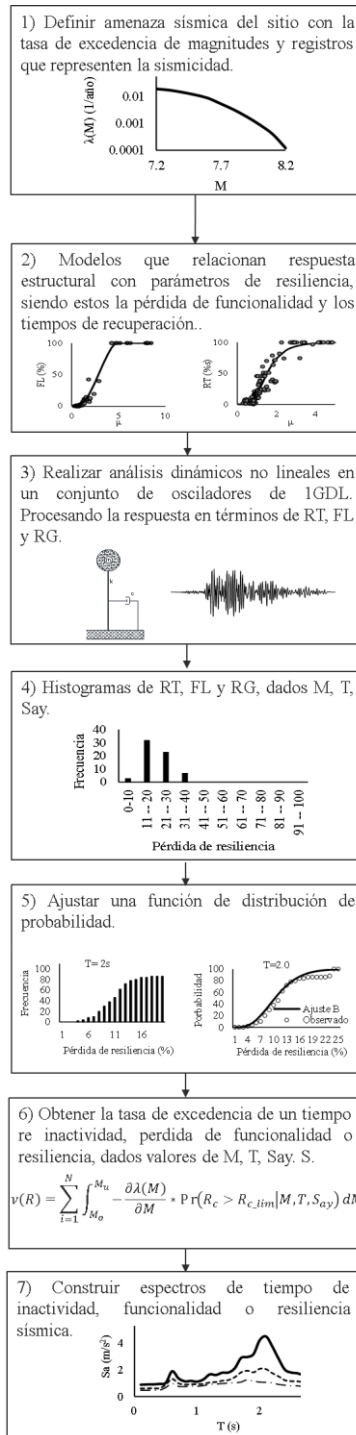 1) Definir amenaza sísmica del sitio con la
tasa de excedencia de magnitudes y registros
que representen la sismicidad.
λ(M) (1/año)
0.01
0.001
0.0001
7.2 7.7 8.2
M
2) Modelos que relacionan respuesta
estructural con parámetros de resiliencia,
siendo estos la pérdida de funcionalidad y los
tiempos de recuperación..
FL (%)
100
50
0
0 5 10
μ
RT (%s)
100
50
0
0 2 4
μ
3) Realizar análisis dinámicos no lineales en
un conjunto de osciladores de 1GDL.
Procesando la respuesta en términos de RT, FL
y RG.
m
k
c
4) Histogramas de RT, FL y RG, dados M, T,
Say.
Frecuencia
40
30
20
10
0
0-10
11 -- 20
21 -- 30
31 -- 40
41 -- 50
51 -- 60
61 -- 70
71 -- 80
81 -- 90
91 -- 100
Pérdida de resiliencia
5) Ajustar una función de distribución de
probabilidad.
T= 2s
Frecuencia
100
80
60
40
20
0
1 6 11 16
Pérdida de resiliencia (%)
T=2.0
Porbabilidad
100
80
60
40
20
0
Ajuste B
Observado
1 4 7 10 13 16 19 22 25
Pérdida de resiliencia (%)
6) Obtener la tasa de excedencia de un tiempo
re inactividad, perdida de funcionalidad o
resiliencia, dados valores de M, T, Say. S.
v(R) = ∑_{i=1}^{N} ∫_{M_o}^{M_u} − ∂λ(M)/∂M * Pr(R_c > R_{c_lim}|M, T, S_{ay}) dM
7) Construir espectros de tiempo de
inactividad, funcionalidad o resiliencia
sísmica.
Sa (m/s²)
4
2
0
0 1 2
T (s)